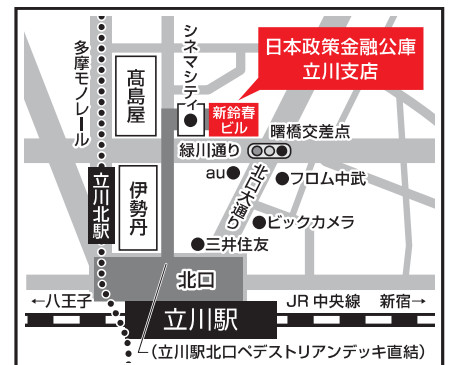 多摩モノレール
髙島屋
シネマシティ
日本政策金融公庫
立川支店
新鈴春
ビル
緑川通り
曙橋交差点
au
フロム中武
北口大通り
ビックカメラ
三井住友
立川北駅
伊勢丹
北口
←八王子
JR中央線
新宿→
立川駅
(立川駅北口ペデストリアンデッキ直結)